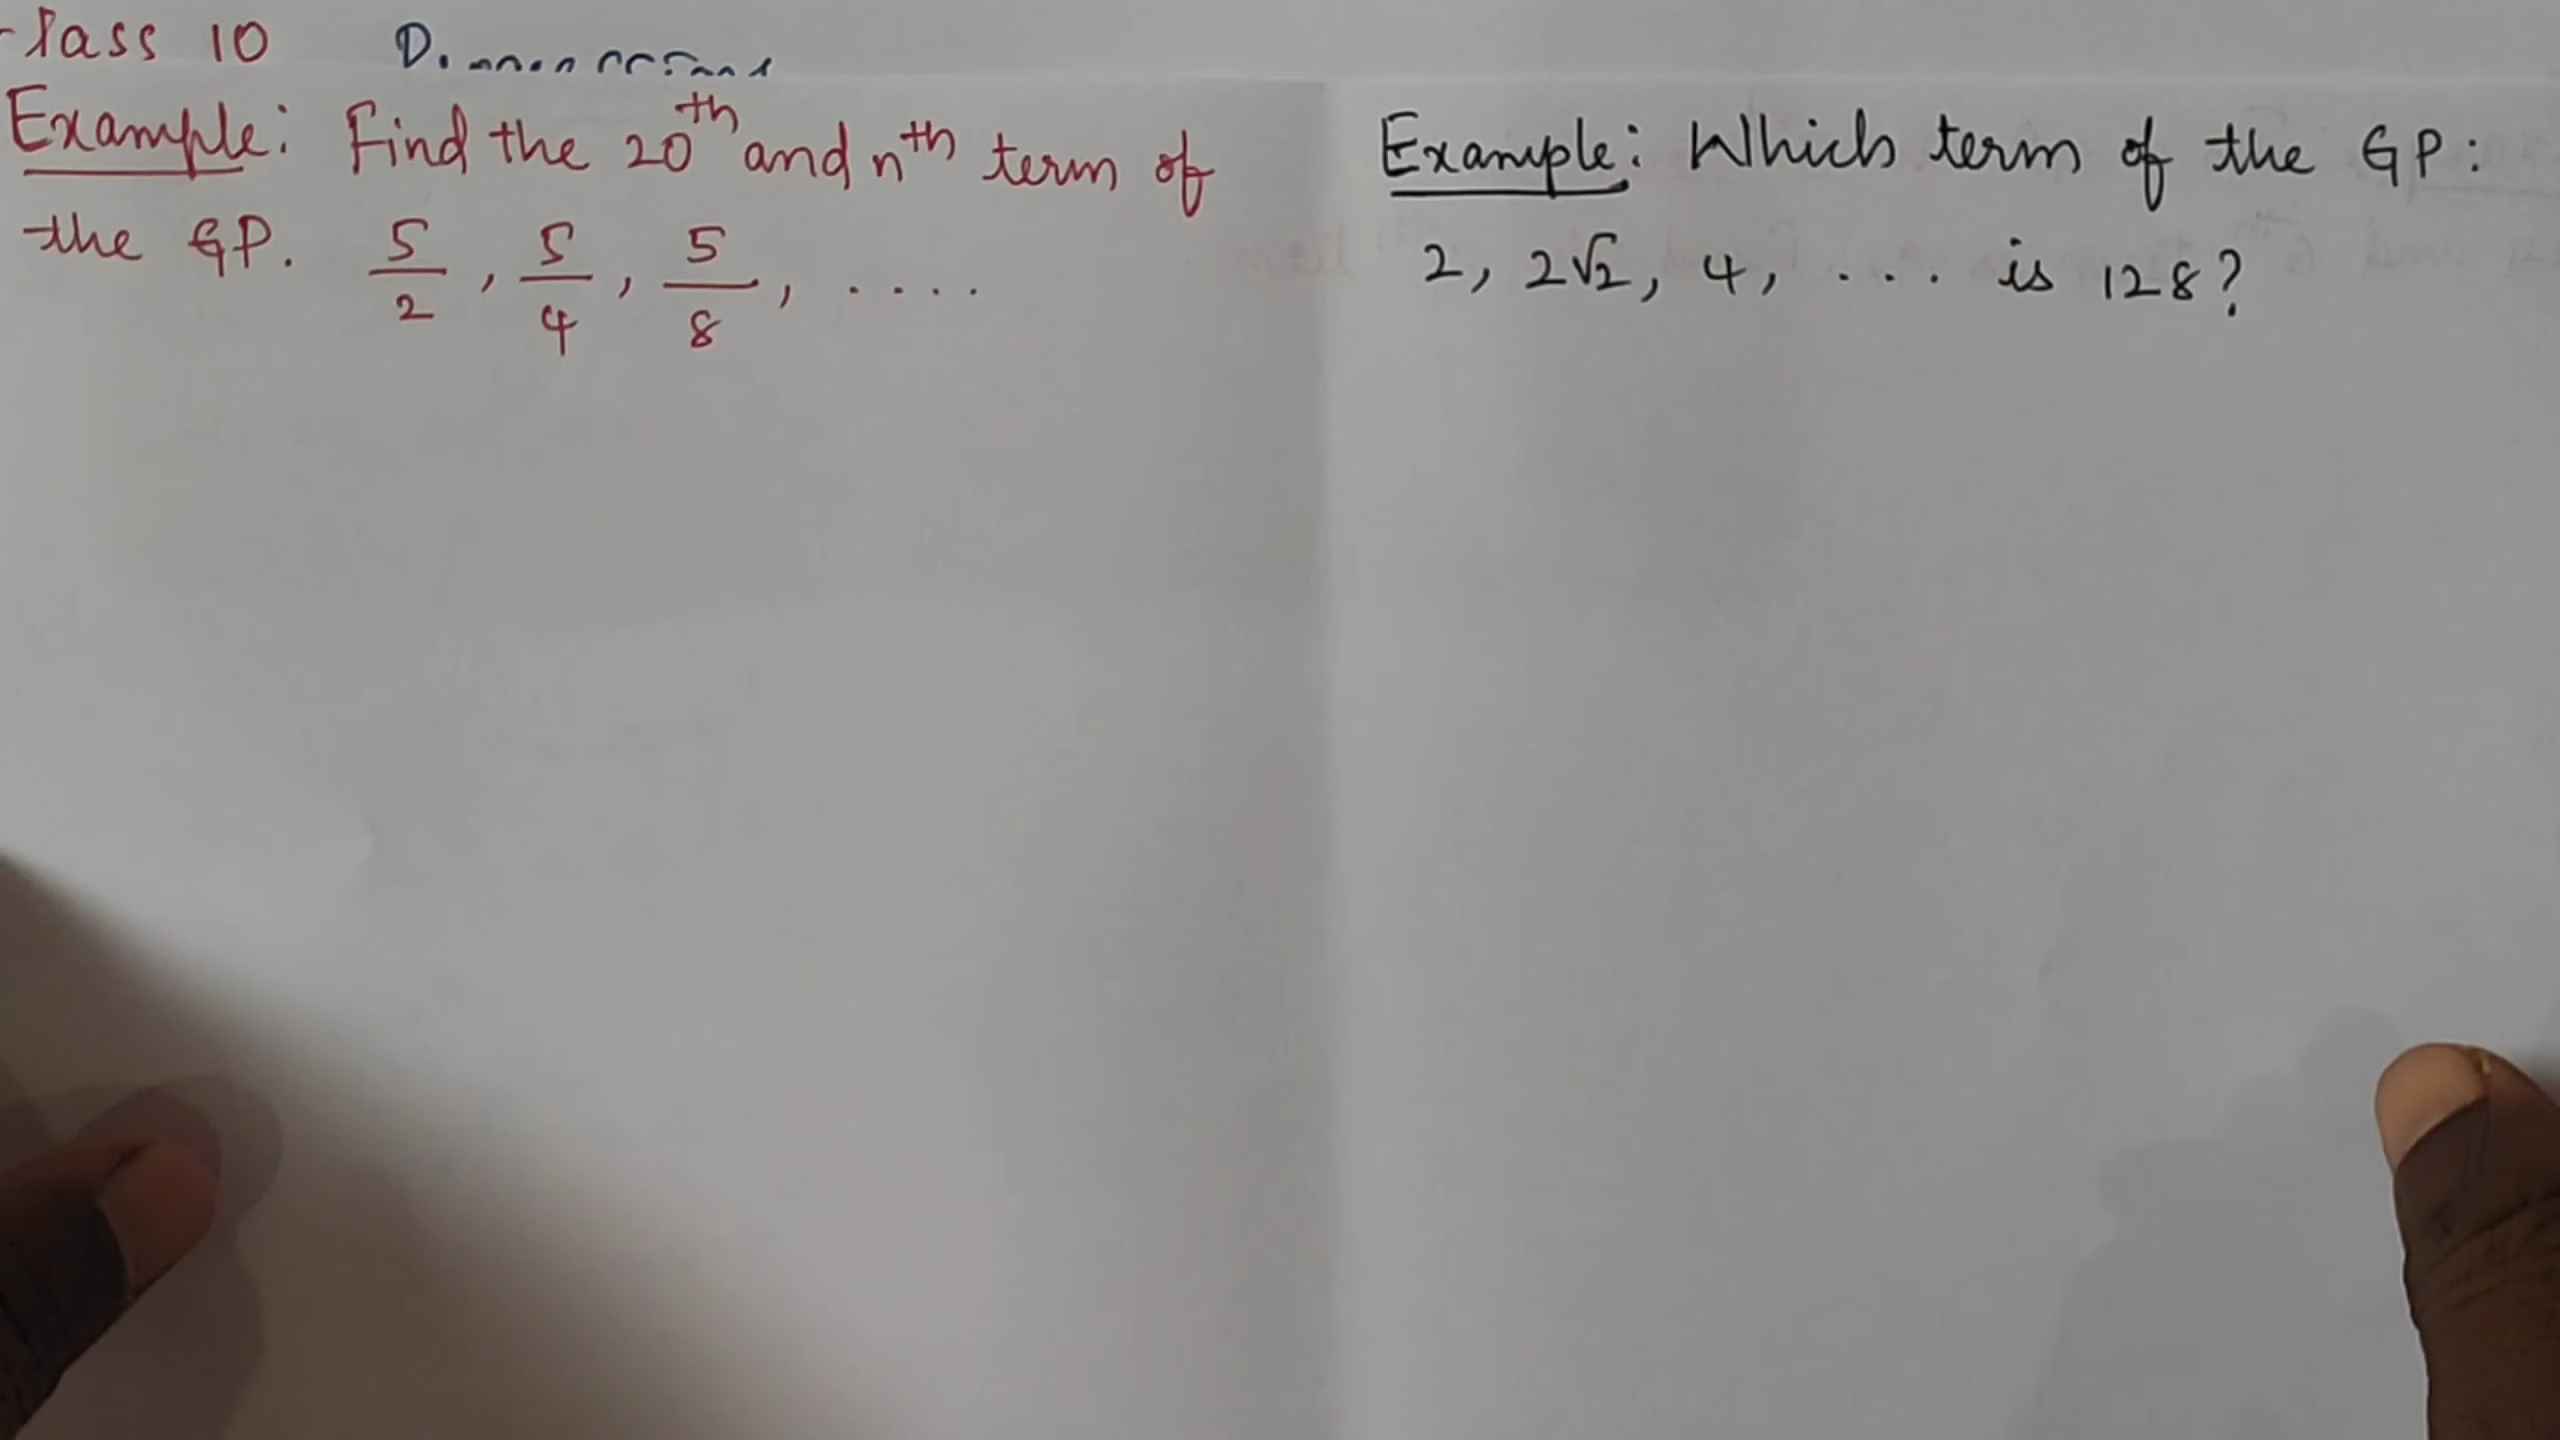 lass 10
Example: Find the 20th and nth term of
the GP. 5/2, 5/4, 5/8, ....
Example: Which term of the GP:
2, 2√2, 4, ... is 128?